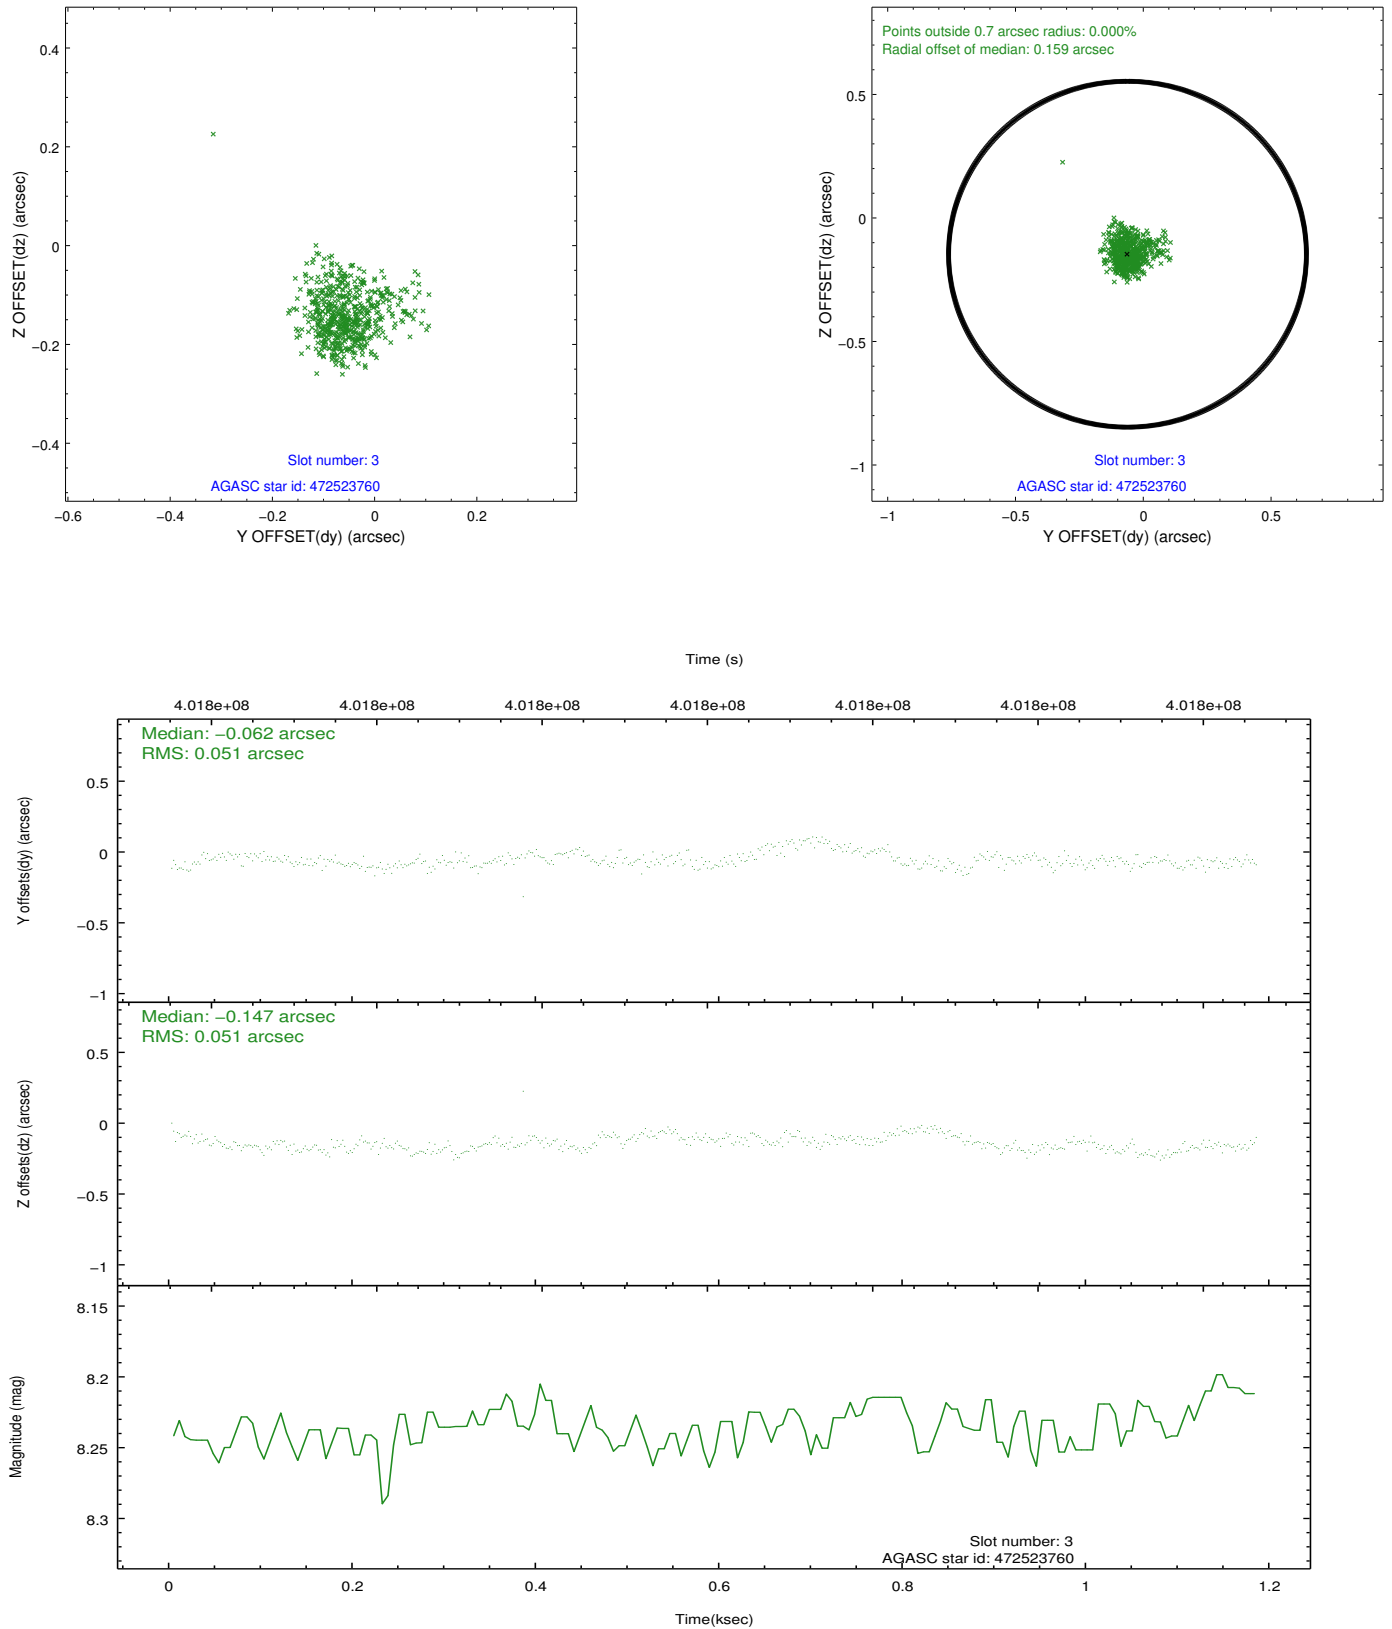 0.4
0.2
0
−0.2
−0.4
Z OFFSET(dz) (arcsec)
Slot number: 3
AGASC star id: 472523760
−0.6 −0.4 −0.2 0 0.2
Y OFFSET(dy) (arcsec)
Points outside 0.7 arcsec radius: 0.000%
Radial offset of median: 0.159 arcsec
0.5
0
−0.5
−1
Z OFFSET(dz) (arcsec)
Slot number: 3
AGASC star id: 472523760
−1 −0.5 0 0.5
Y OFFSET(dy) (arcsec)
Time (s)
4.018e+08 4.018e+08 4.018e+08 4.018e+08 4.018e+08 4.018e+08 4.018e+08
Median: −0.062 arcsec
RMS: 0.051 arcsec
0.5
0
−0.5
−1
Y offsets(dy) (arcsec)
Median: −0.147 arcsec
RMS: 0.051 arcsec
0.5
0
−0.5
−1
Z offsets(dz) (arcsec)
8.15
8.2
8.25
8.3
Magnitude (mag)
Slot number: 3
AGASC star id: 472523760
0 0.2 0.4 0.6 0.8 1 1.2
Time(ksec)